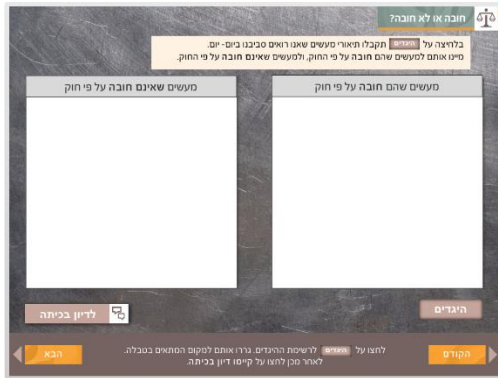 חובה או לא חובה?
בלחיצה על היגדים תקבלו תיאורי מעשים שאנו רואים סביבנו ביום- יום.
מיינו אותם למעשים שהם חובה על פי החוק, ולמעשים שאינם חובה על פי החוק.
מעשים שהם חובה על פי חוק
מעשים שאינם חובה על פי חוק
היגדים
לדיון בכיתה
הקודם
לחצו על היגדים לרשימת ההיגדים. גררו אותם למקום המתאים בטבלה.
לאחר מכן לחצו על קיימו דיון בכיתה.
הבא